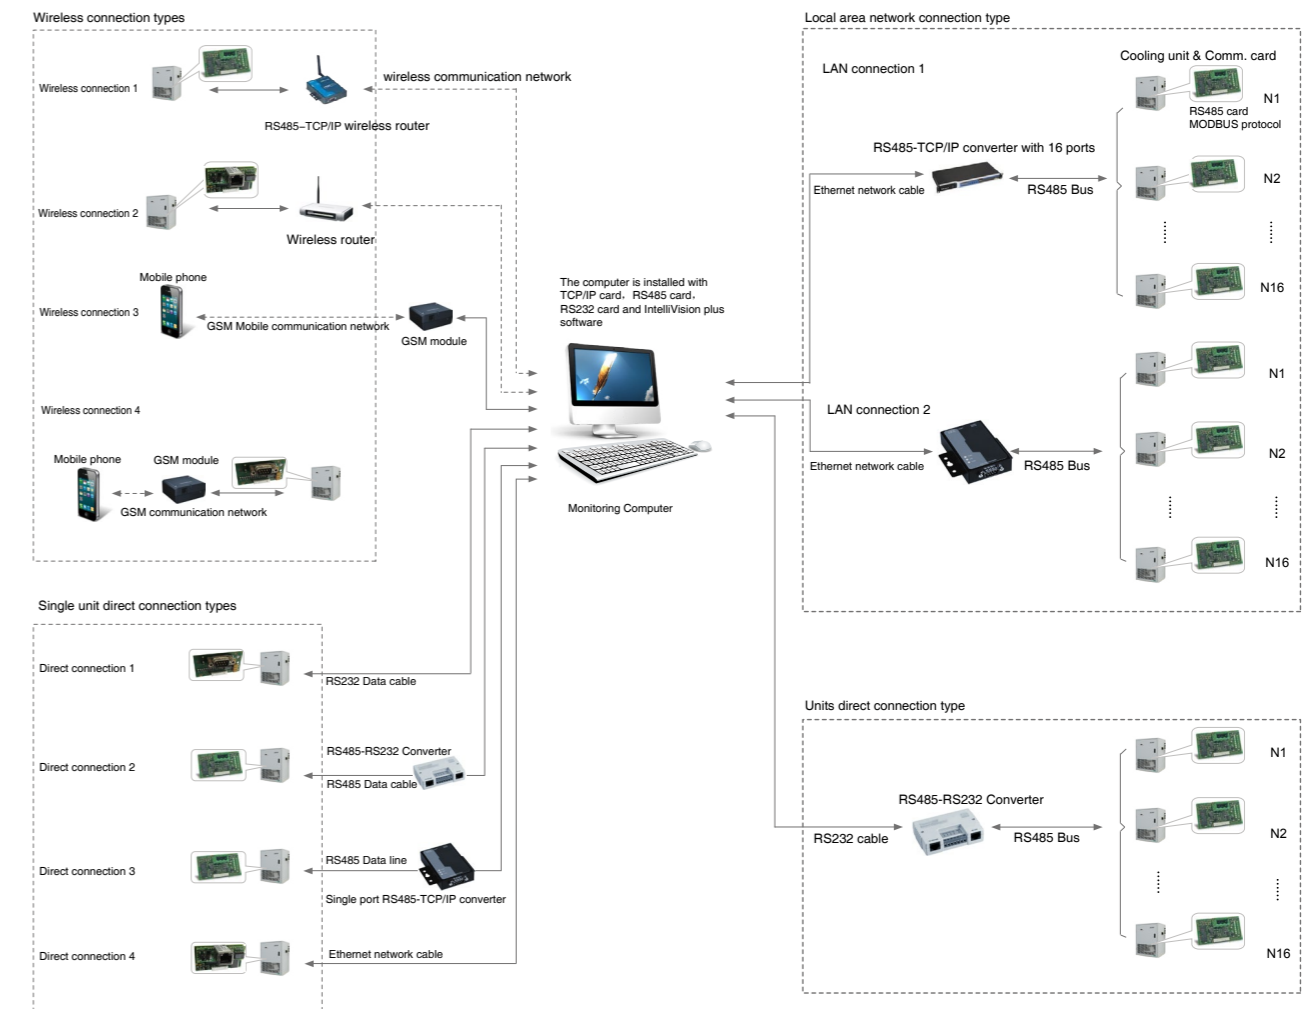 Wireless connection types
Wireless connection 1
wireless communication network
RS485-TCP/IP wireless router
Wireless connection 2
Wireless router
Mobile phone
Wireless connection 3
GSM Mobile communication network
GSM module
Wireless connection 4
Mobile phone
GSM module
GSM communication network
Single unit direct connection types
Direct connection 1
RS232 Data cable
Direct connection 2
RS485-RS232 Converter
RS485 Data cable
Direct connection 3
RS485 Data line
Single port RS485-TCP/IP converter
Direct connection 4
Ethernet network cable
The computer is installed with
TCP/IP card, RS485 card,
RS232 card and IntelliVision plus
software
Monitoring Computer
Local area network connection type
LAN connection 1
Cooling unit & Comm. card
N1
RS485 card
MODBUS protocol
RS485-TCP/IP converter with 16 ports
Ethernet network cable
RS485 Bus
N2
N16
N1
LAN connection 2
N2
Ethernet network cable
RS485 Bus
N16
Units direct connection type
N1
RS485-RS232 Converter
RS232 cable
RS485 Bus
N2
N16